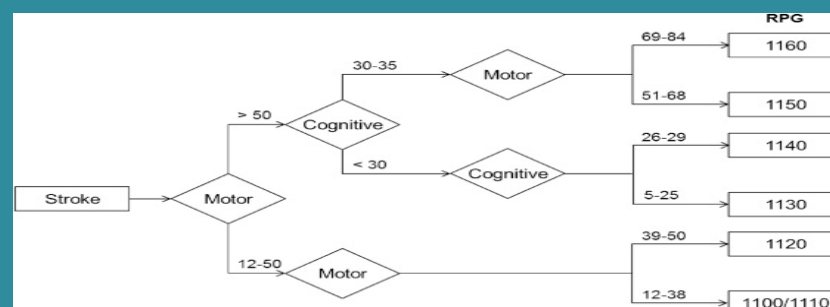 RPG
69-84
1160
30-35
Motor
51-68
1150
> 50
Cognitive
26-29
1140
< 30
Cognitive
5-25
1130
Stroke
Motor
39-50
1120
12-50
Motor
12-38
1100/1110